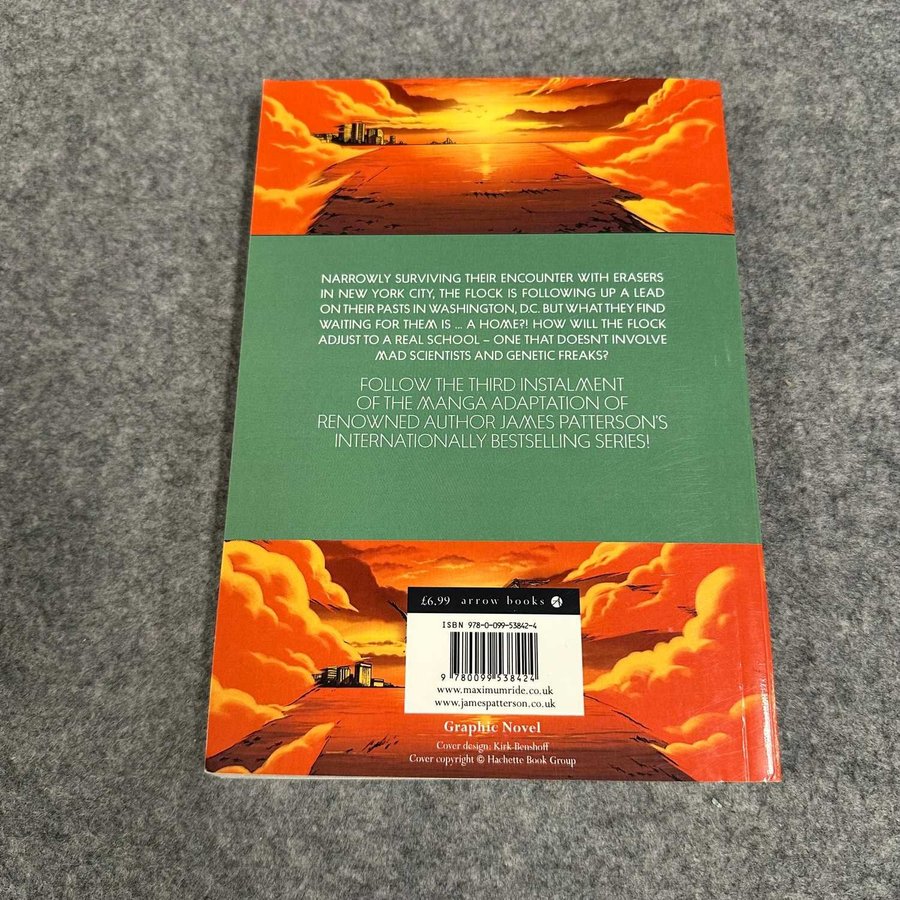 NARROWLY SURVIVING THEIR ENCOUNTER WITH ERASERS
IN NEW YORK CITY, THE FLOCK IS FOLLOWING UP A LEAD
ON THEIR PASTS IN WASHINGTON, D.C. BUT WHAT THEY FIND
WAITING FOR THEM IS ... A HOME?! HOW WILL THE FLOCK
ADJUST TO A REAL SCHOOL – ONE THAT DOESN'T INVOLVE
MAD SCIENTISTS AND GENETIC FREAKS?
FOLLOW THE THIRD INSTALMENT
OF THE MANGA ADAPTATION OF
RENOWNED AUTHOR JAMES PATTERSON'S
INTERNATIONALLY BESTSELLING SERIES!
£6.99 arrow books
ISBN 978-0-099-53842-4
9 780099 538424
www.maximumride.co.uk
www.jamespatterson.co.uk
Graphic Novel
Cover design: Kirk Benshoff
Cover copyright © Hachette Book Group